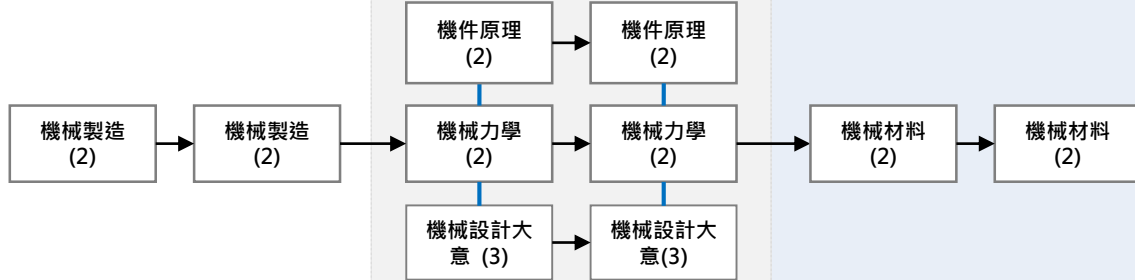 機件原理
(2)
機件原理
(2)
機械製造
(2)
機械製造
(2)
機械力學
(2)
機械力學
(2)
機械材料
(2)
機械材料
(2)
機械設計大
意 (3)
機械設計大
意(3)